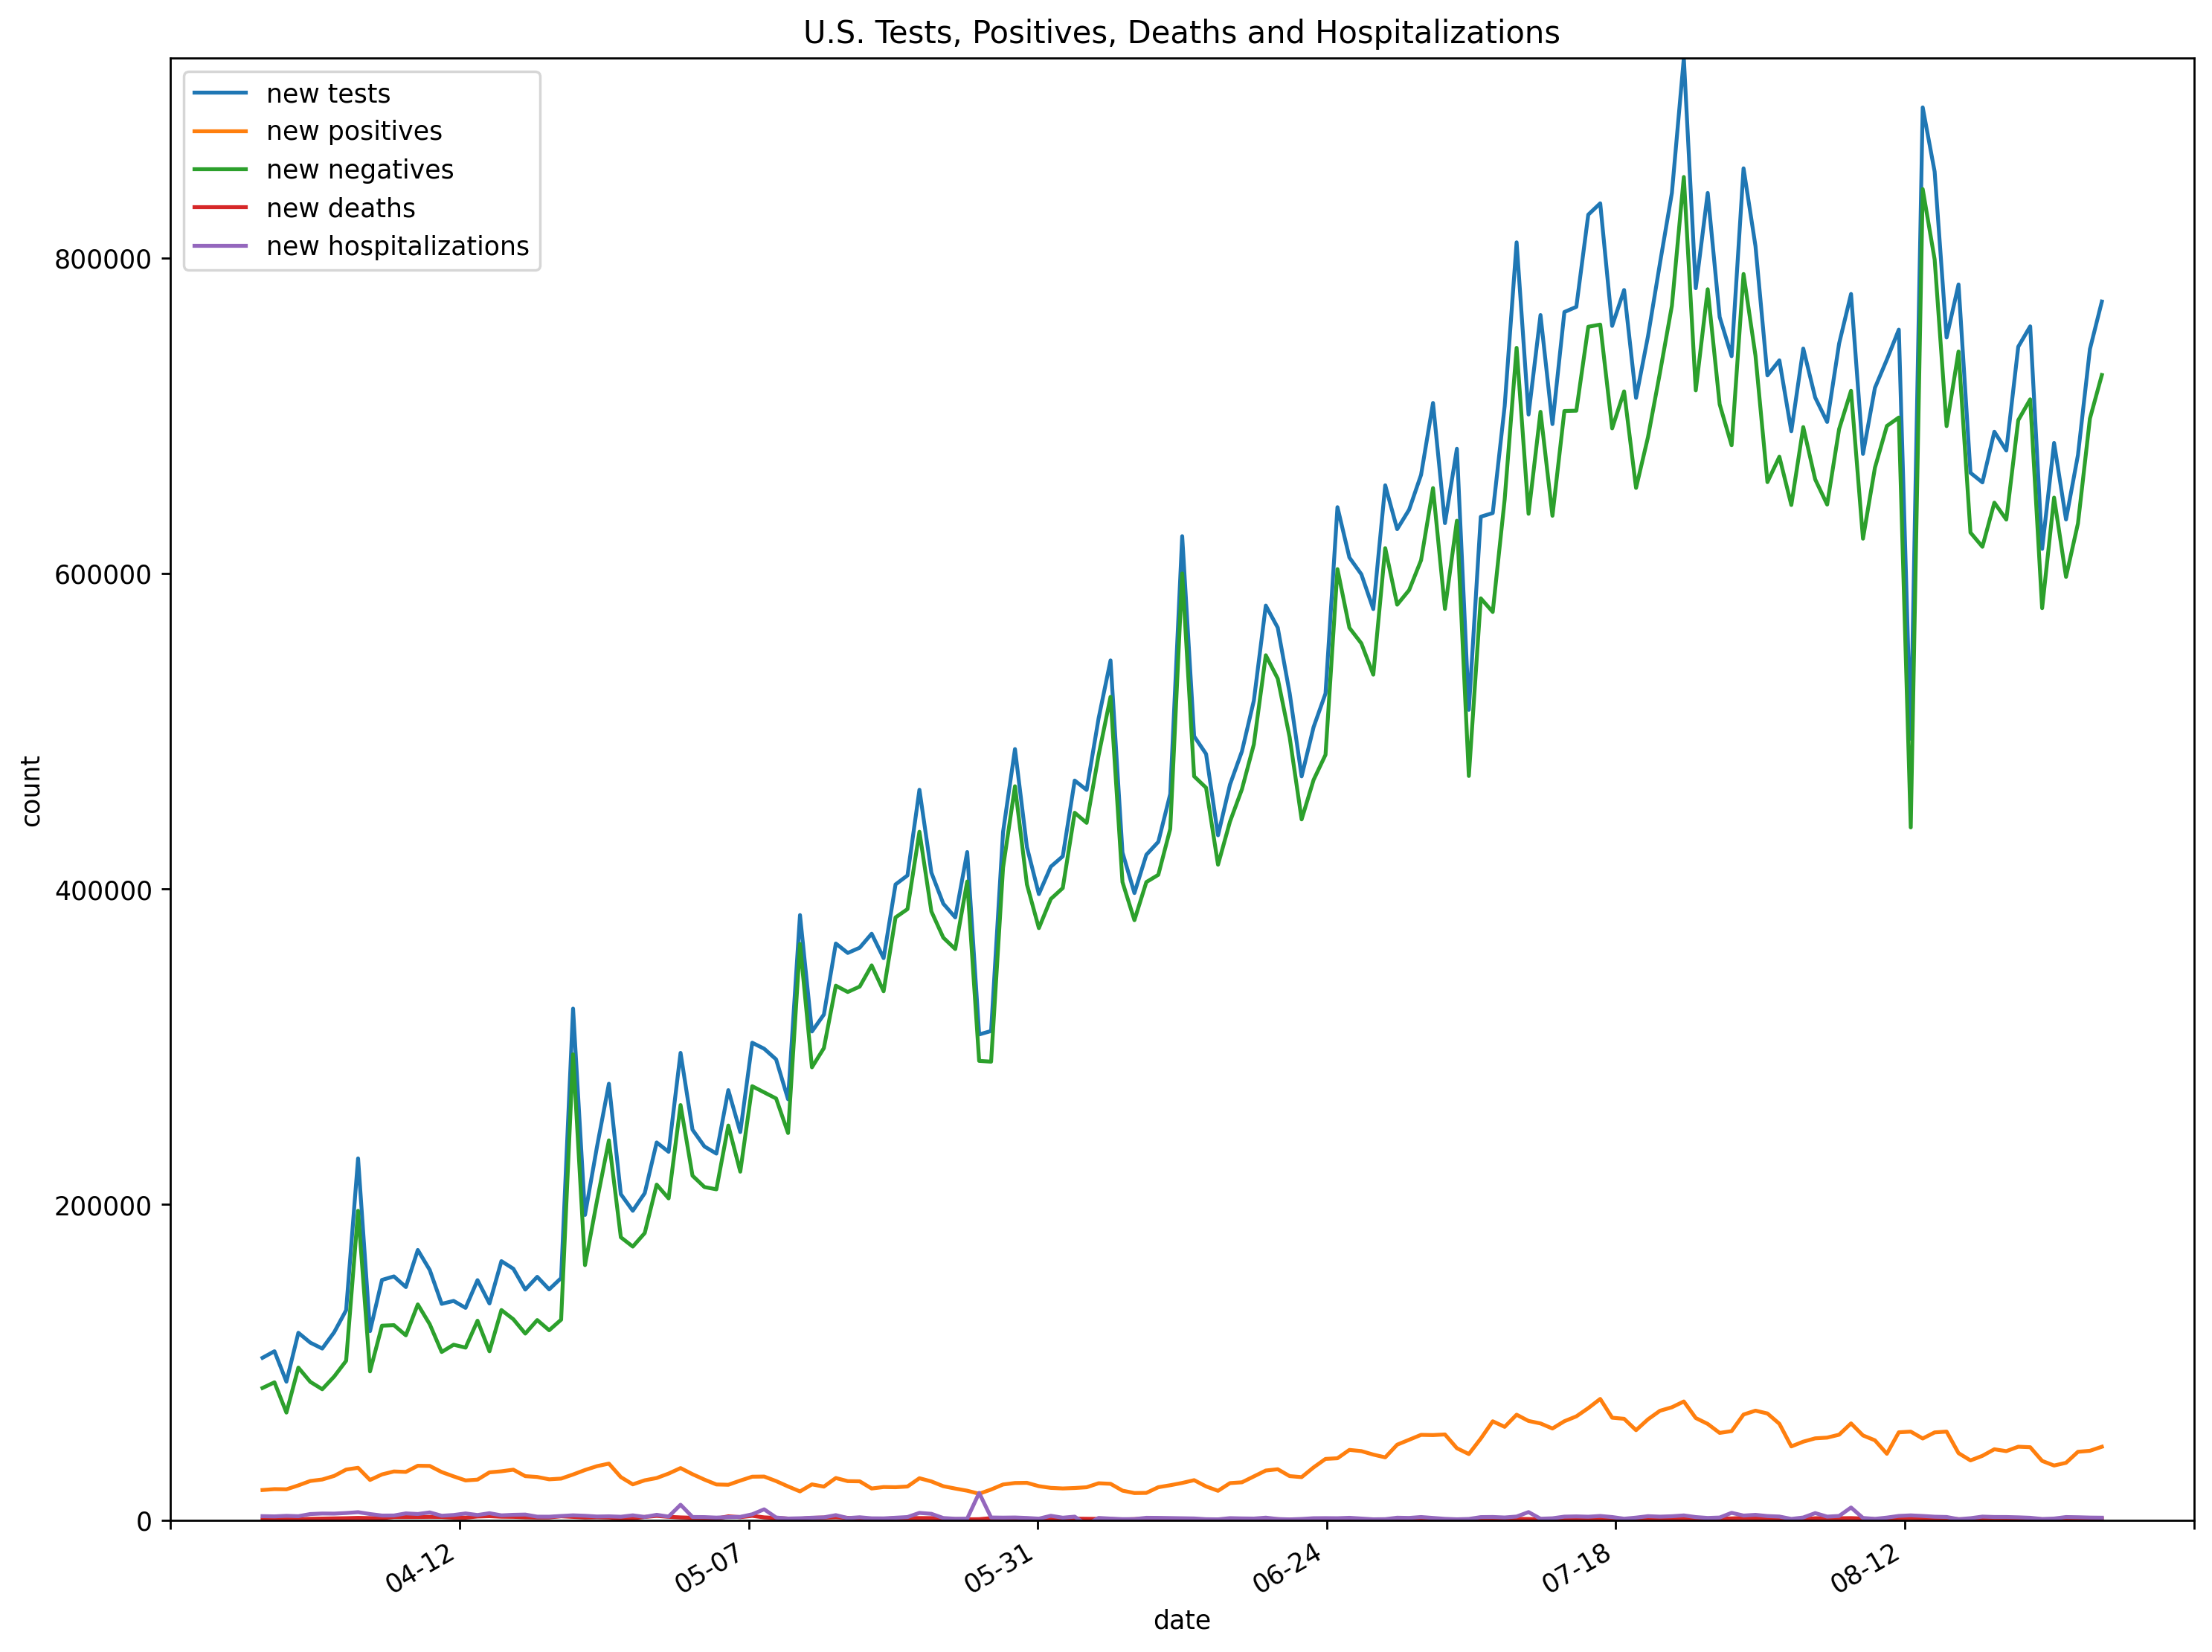 U.S. Tests, Positives, Deaths and Hospitalizations
new tests
new positives
new negatives
new deaths
new hospitalizations
800000
600000
400000
200000
0
count
04-12
05-07
05-31
06-24
07-18
08-12
date